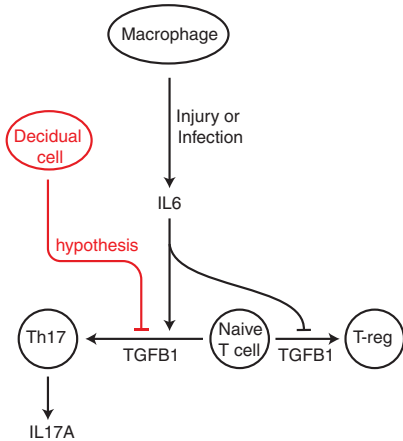 Macrophage
Injury or
Infection
Decidual
cell
IL6
hypothesis
Th17
TGFB1
Naive
T cell
TGFB1
T-reg
IL17A